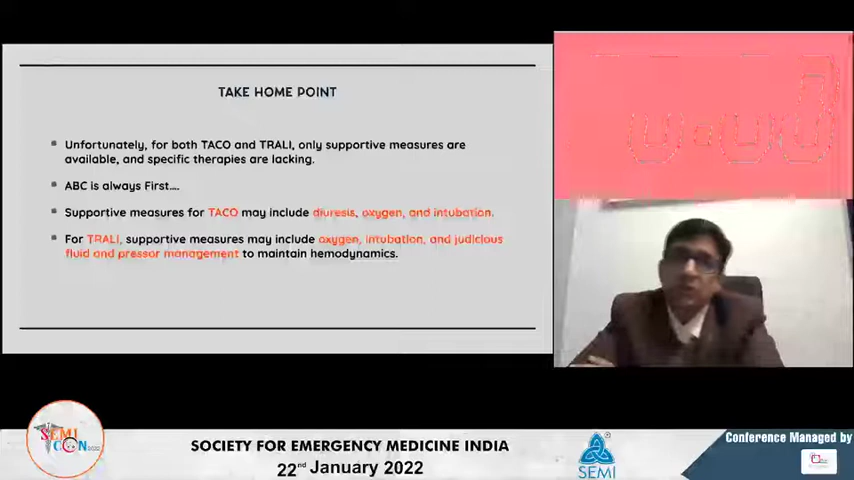 TAKE HOME POINT
Unfortunately, for both TACO and TRALI, only supportive measures are
available, and specific therapies are lacking.
ABC is always First....
Supportive measures for TACO may include diuresis, oxygen, and intubation.
For TRALI, supportive measures may include oxygen, intubation, and judicious
fluid and pressor management to maintain hemodynamics.
SEMI
CON 2022
SOCIETY FOR EMERGENCY MEDICINE INDIA
22nd January 2022
SEMI
Conference Managed by